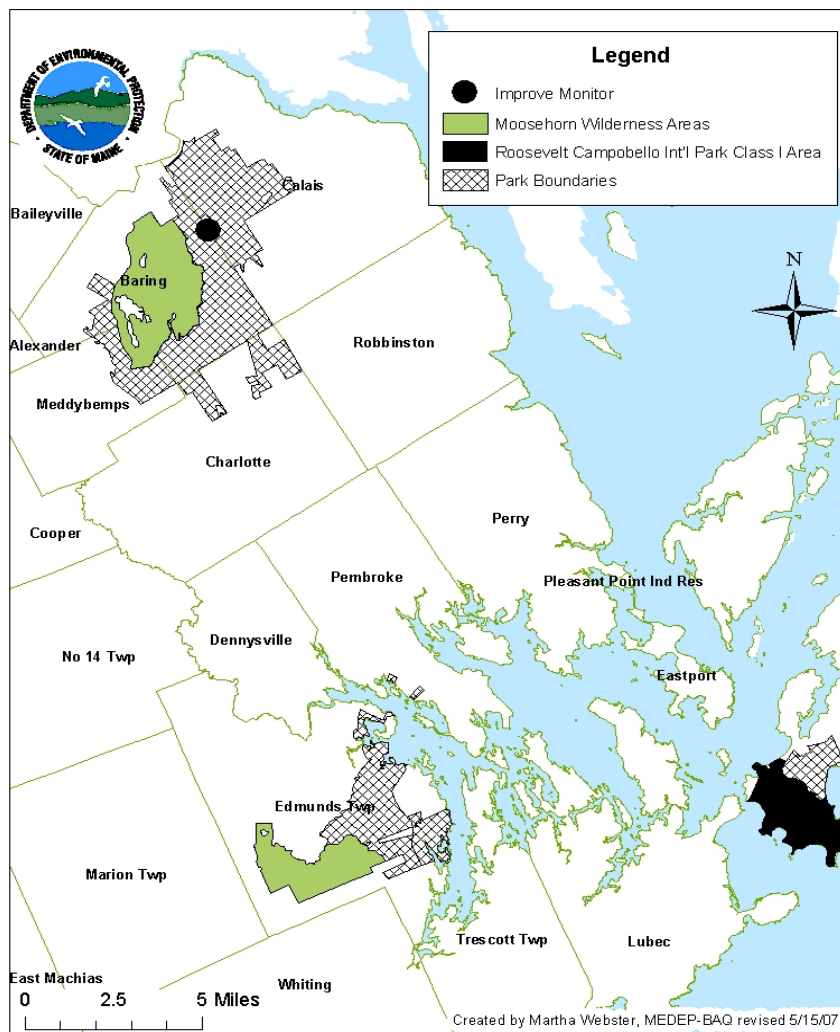 DEPARTMENT OF ENVIRONMENTAL PROTECTION
STATE OF MAINE
Legend
Improve Monitor
Moosehorn Wilderness Areas
Roosevelt Campobello Int'l Park Class I Area
Park Boundaries
Calais
Baileyville
N
Baring
Alexander
Robbinston
Meddybemps
Charlotte
Cooper
Perry
Pembroke
Pleasant Point Ind Res
Dennysville
No 14 Twp
Eastport
Edmunds Twp
Marion Twp
Trescott Twp
Lubec
East Machias
Whiting
0 2.5 5 Miles
Created by Martha Webster, MEDEP-BAQ revised 5/15/07